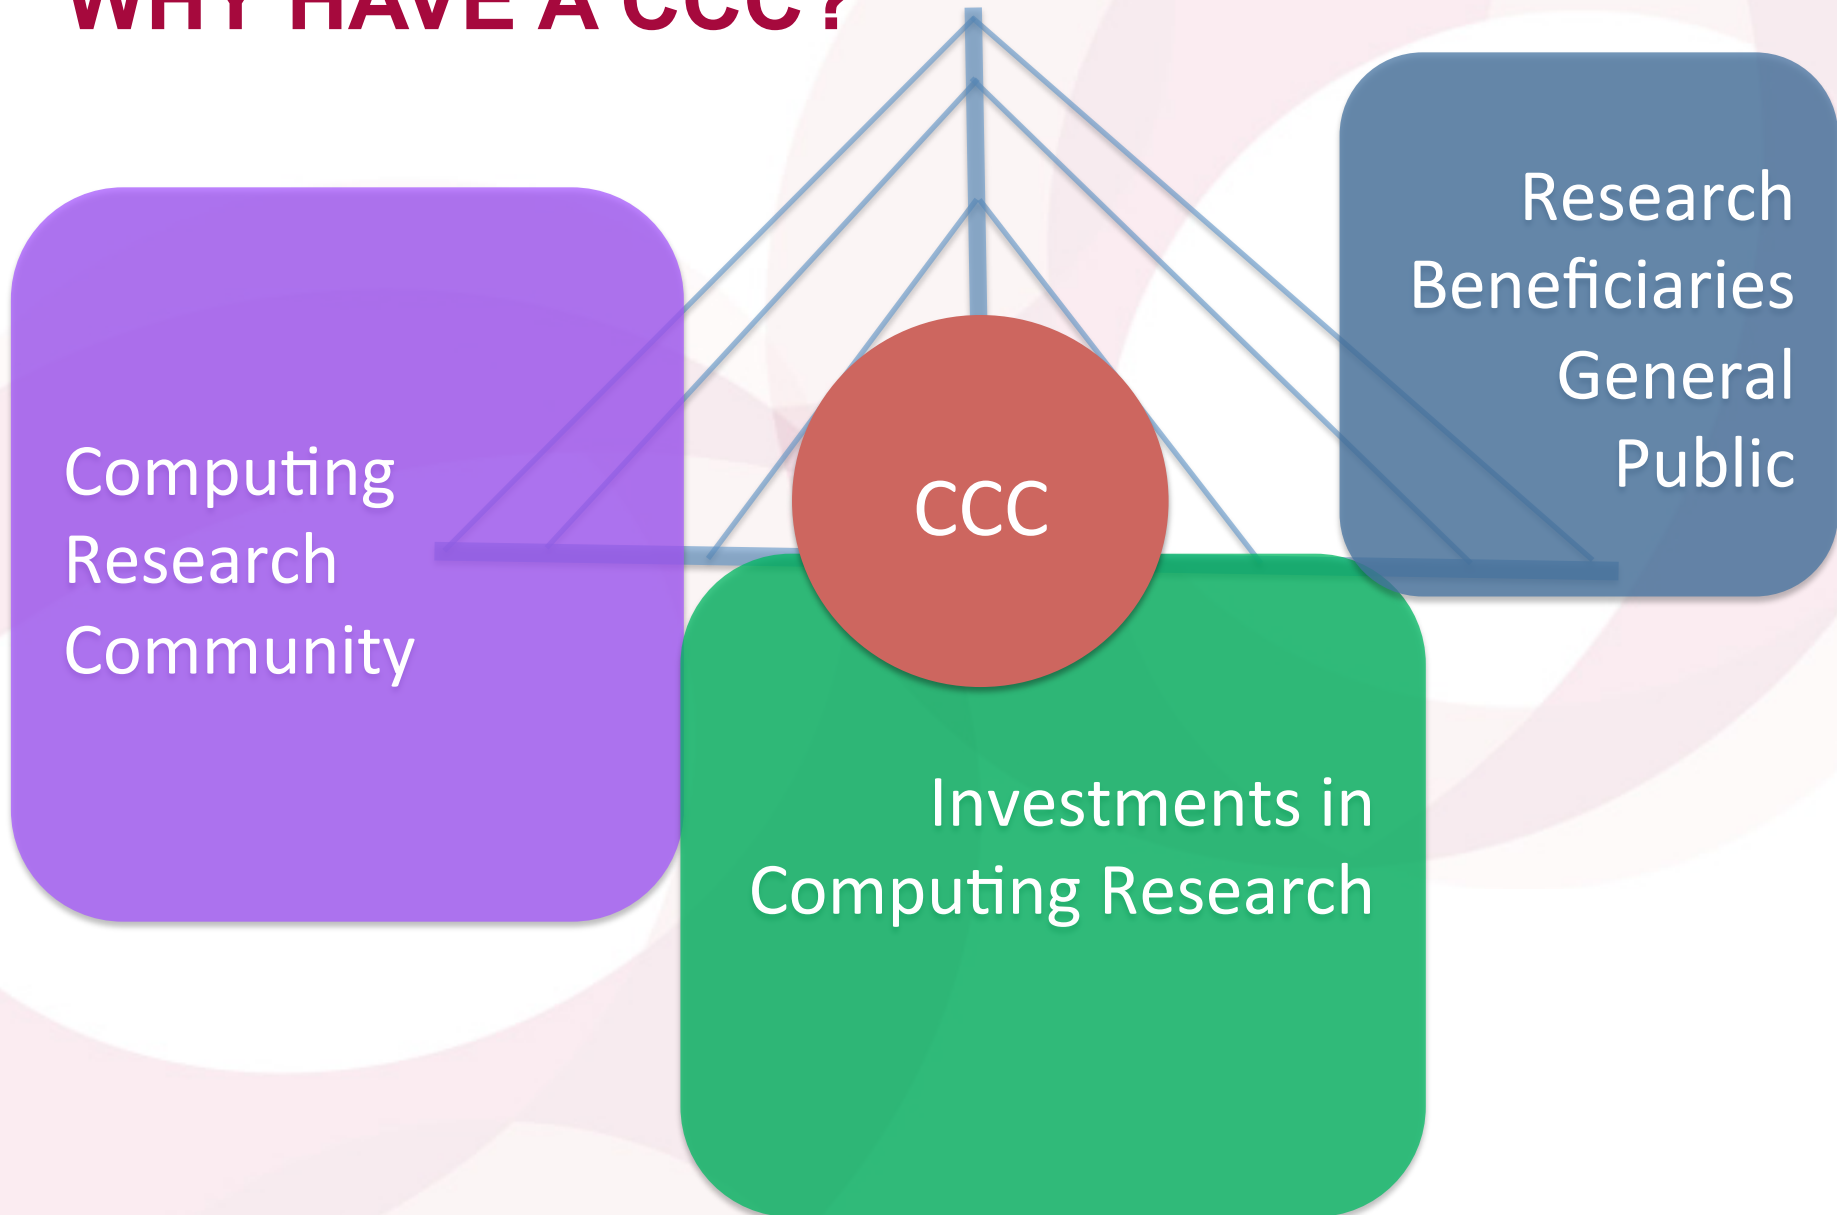 WHY HAVE A CCC?
Computing
Research
Community
CCC
Research
Beneficiaries
General
Public
Investments in
Computing Research